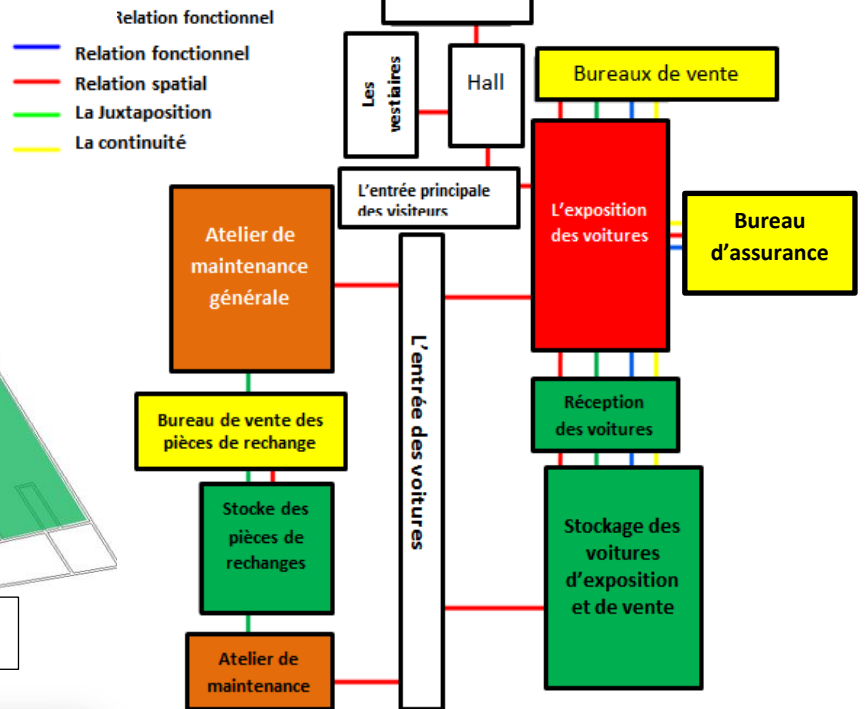 Relation fonctionnel
Relation fonctionnel
Relation spatial
La Juxtaposition
La continuité
Les
vestiaires
Hall
Bureaux de vente
L'entrée principale
des visiteurs
L'exposition
des voitures
Bureau
d'assurance
Atelier de
maintenance
générale
L'entrée des voitures
Bureau de vente des
pièces de rechange
Réception
des voitures
Stocke des
pièces de
rechanges
Stockage des
voitures
d'exposition
et de vente
Atelier de
maintenance